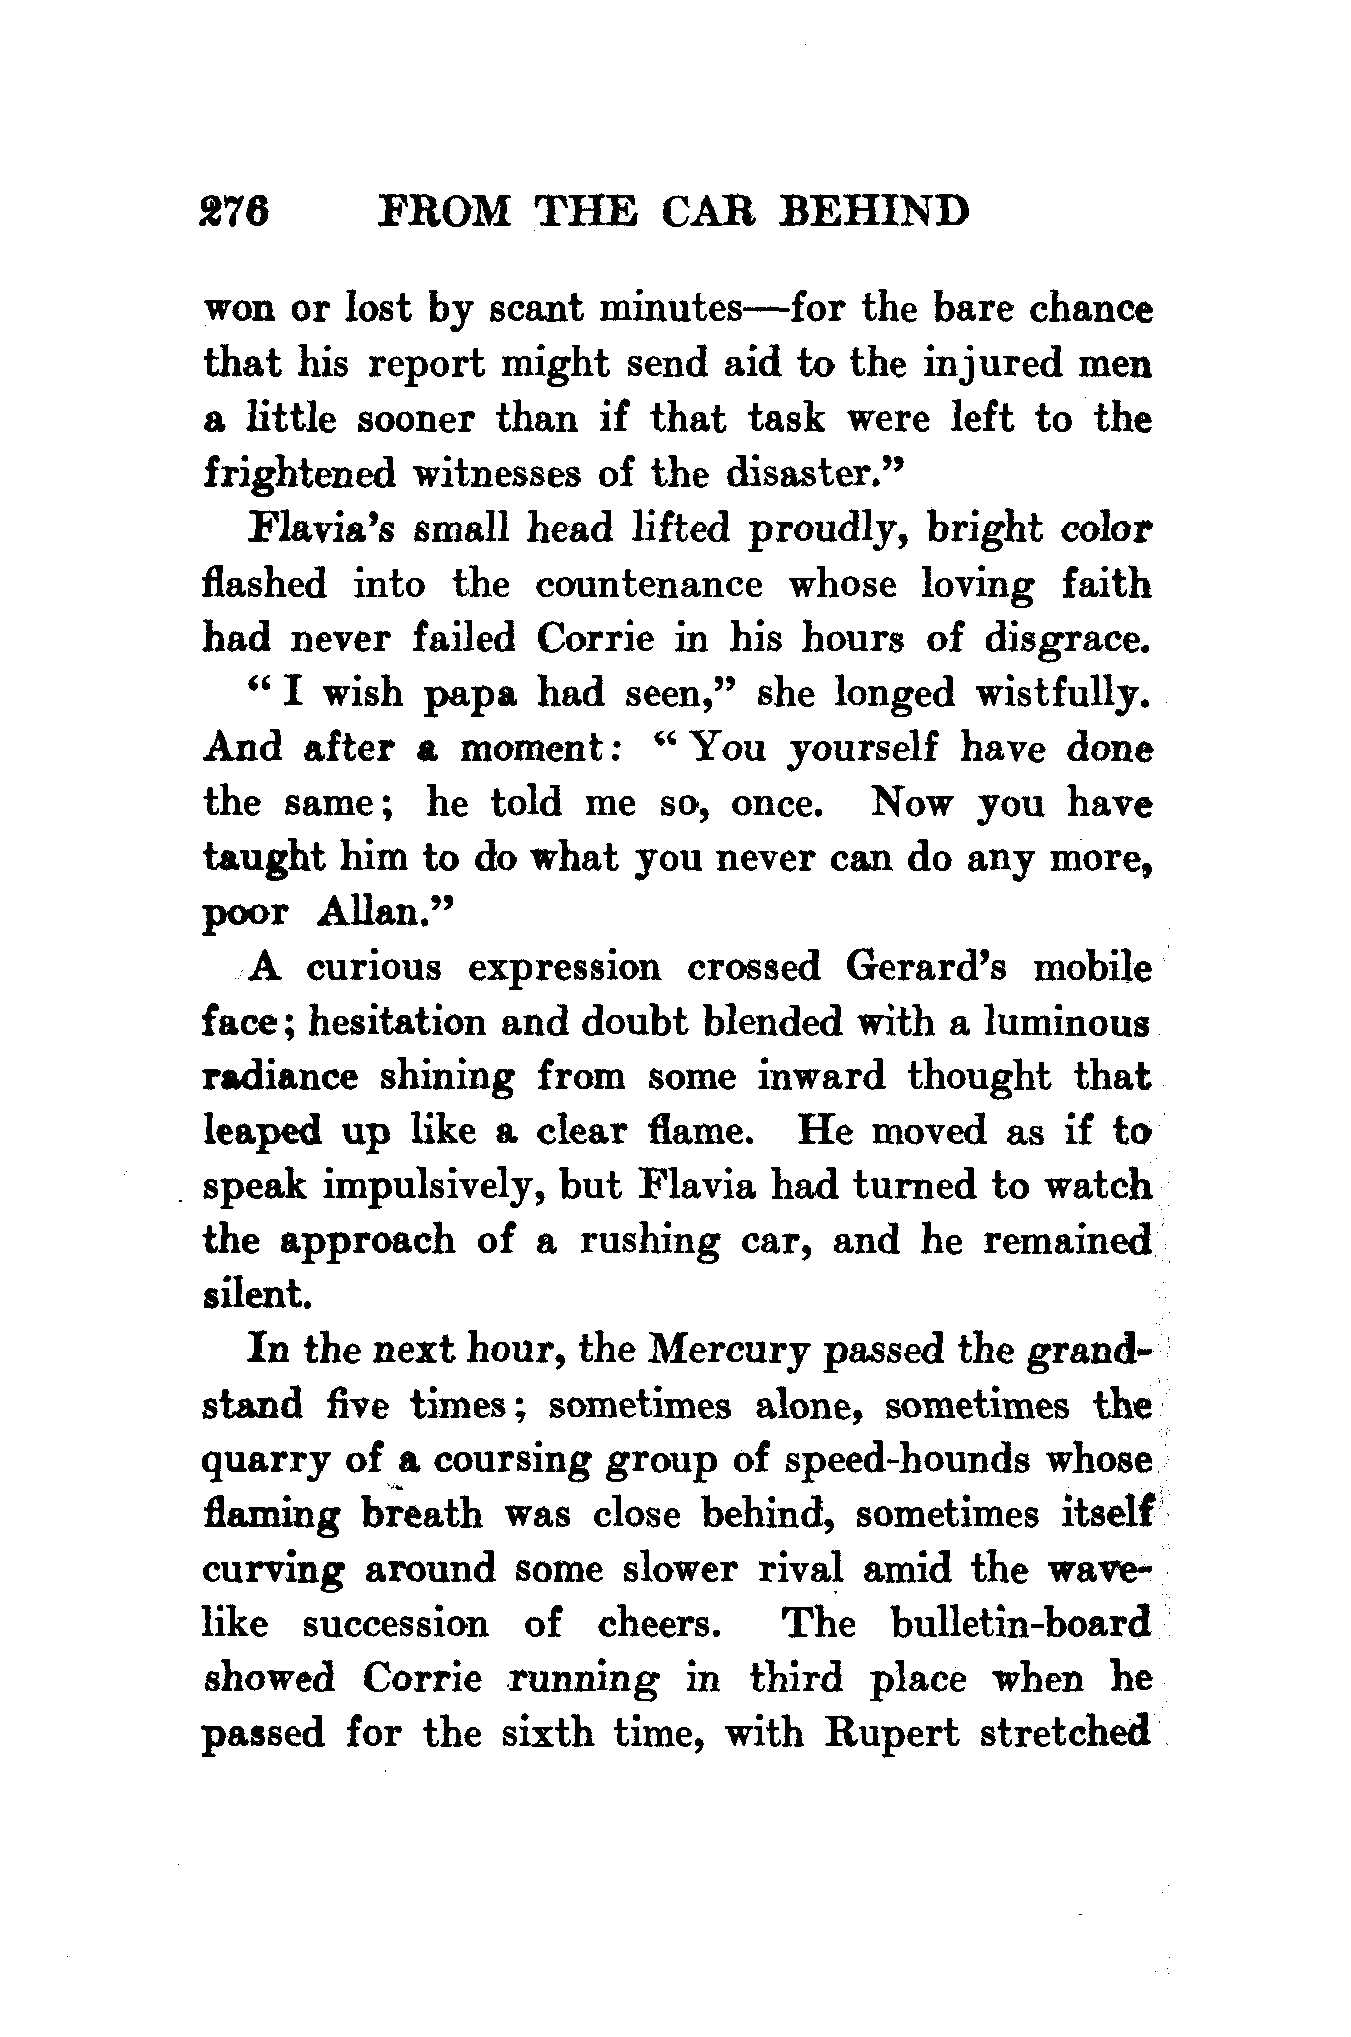 276 FROM THE CAR BEHIND
won or lost by scant minutes—for the bare chance
that his report might send aid to the injured men
a little sooner than if that task were left to the
frightened witnesses of the disaster.”
Flavia’s small head lifted proudly, bright color
flashed into the countenance whose loving faith
had never failed Corrie in his hours of disgrace.
“ I wish papa had seen,” she longed wistfully.
And after a moment: “ You yourself have done
the same; he told me so, once. Now you have
taught him to do what you never can do any more,
poor Allan.”
A curious expression crossed Gerard’s mobile
face; hesitation and doubt blended with a luminous
radiance shining from some inward thought that
leaped up like a clear flame. He moved as if to
speak impulsively, but Flavia had turned to watch
the approach of a rushing car, and he remained
silent.
In the next hour, the Mercury passed the grand-
stand five times; sometimes alone, sometimes the
quarry of a coursing group of speed-hounds whose
flaming breath was close behind, sometimes itself
curving around some slower rival amid the wave-
like succession of cheers. The bulletin-board
showed Corrie running in third place when he
passed for the sixth time, with Rupert stretched